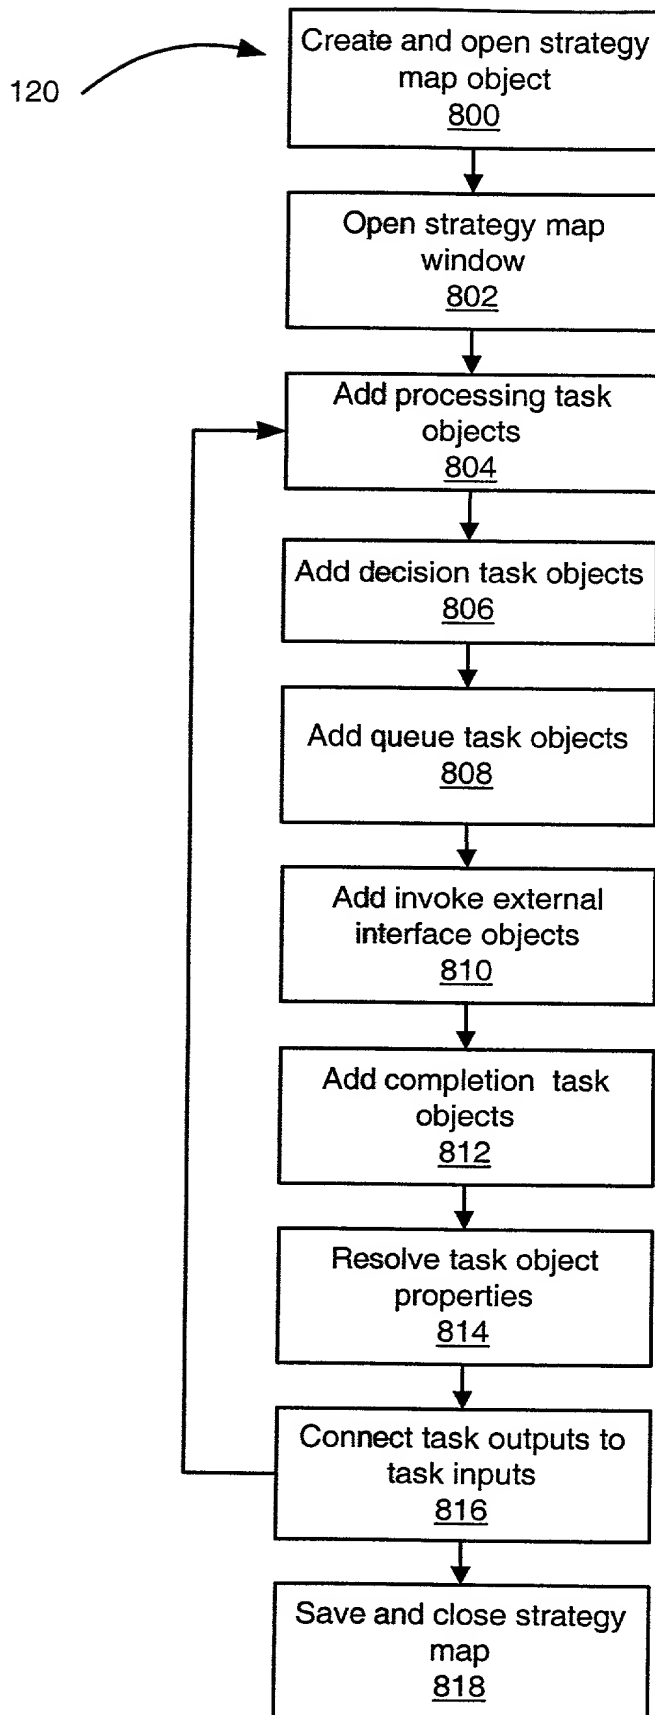 Create and open strategy
map object
800
120
Open strategy map
window
802
Add processing task
objects
804
Add decision task objects
806
Add queue task objects
808
Add invoke external
interface objects
810
Add completion task
objects
812
Resolve task object
properties
814
Connect task outputs to
task inputs
816
Save and close strategy
map
818